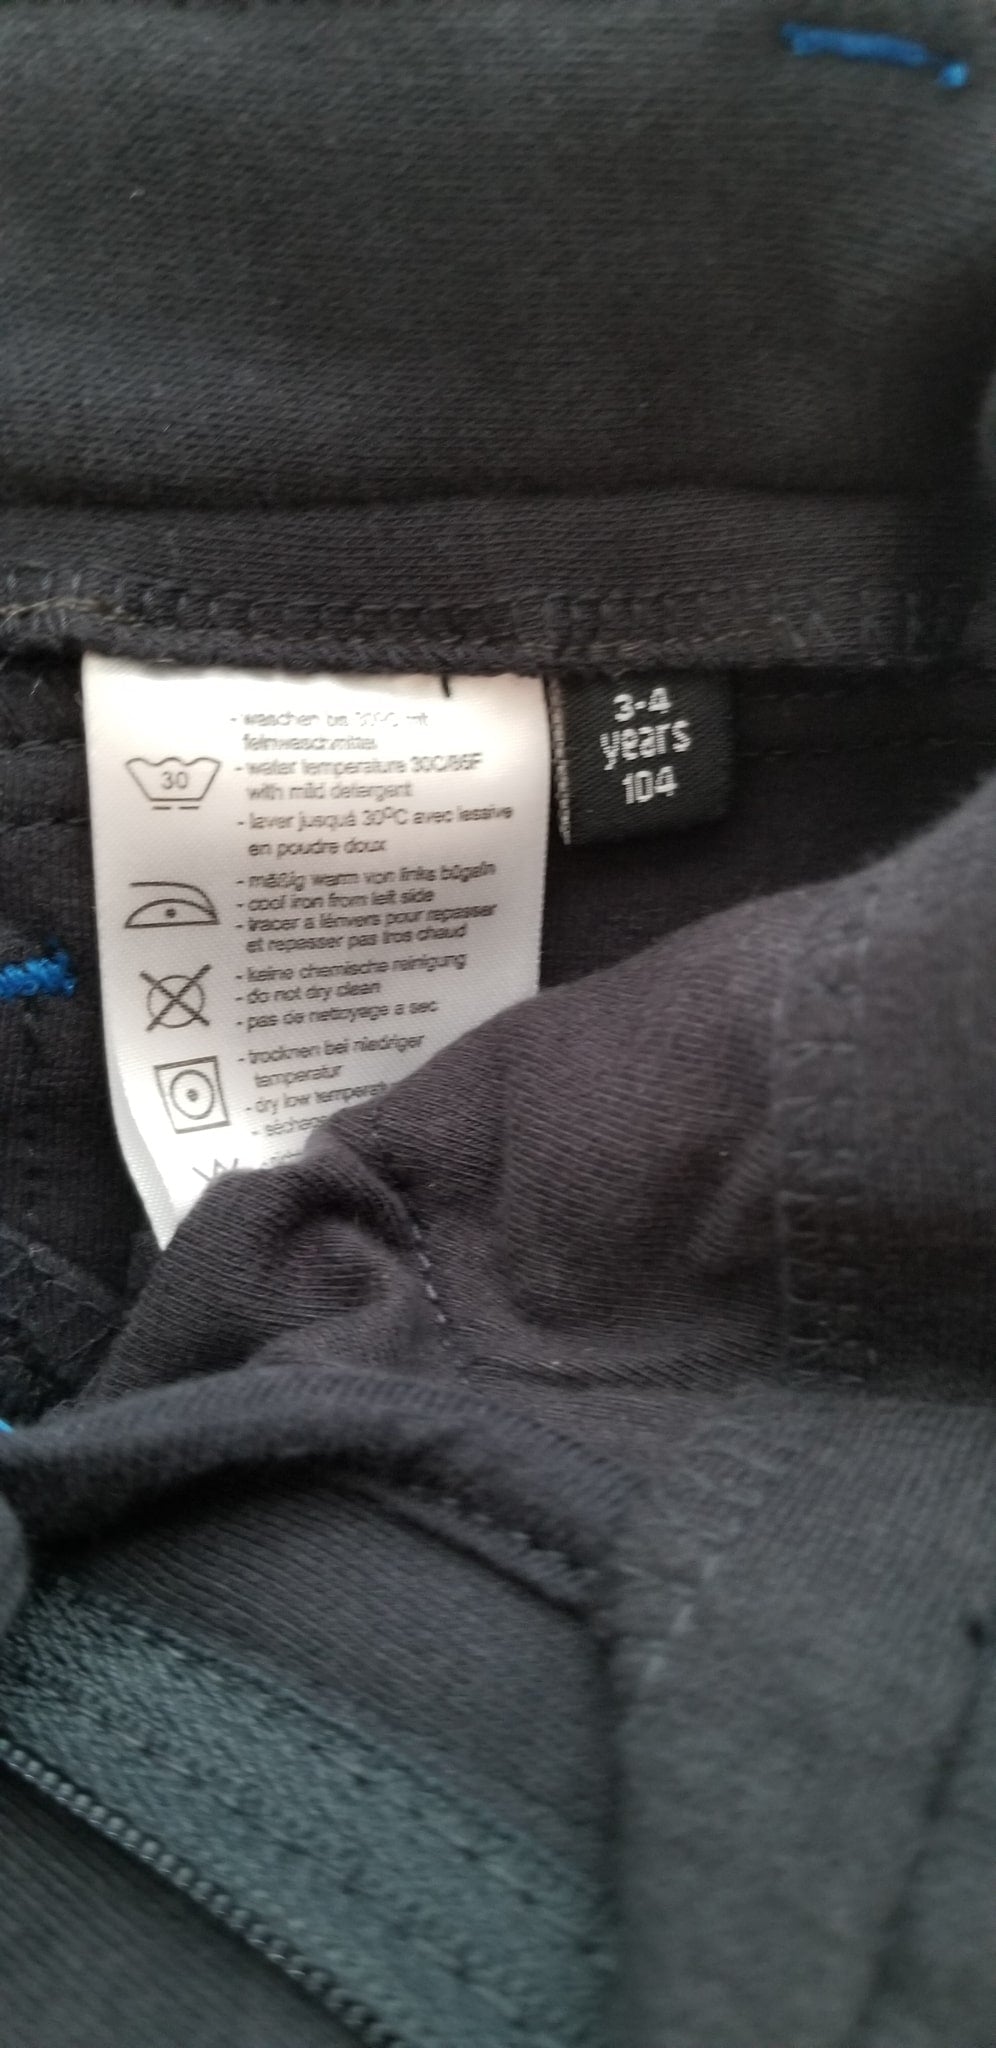 - waschen bis 30°C mit
feinwaschmittel
30
- water temperature 30C/86F
with mild detergent
- laver jusquá 30°C avec lessive
en poudre doux
- mäßig warm von links bügeln
- cool iron from left side
- tracer a lénvers pour repasser
et repasser pas tros chaud
- keine chemische reinigung
- do not dry clean
- pas de nettoyage a sec
- trocknen bei niedriger
temperatur
- dry low temperat
- séchage
3-4
years
104